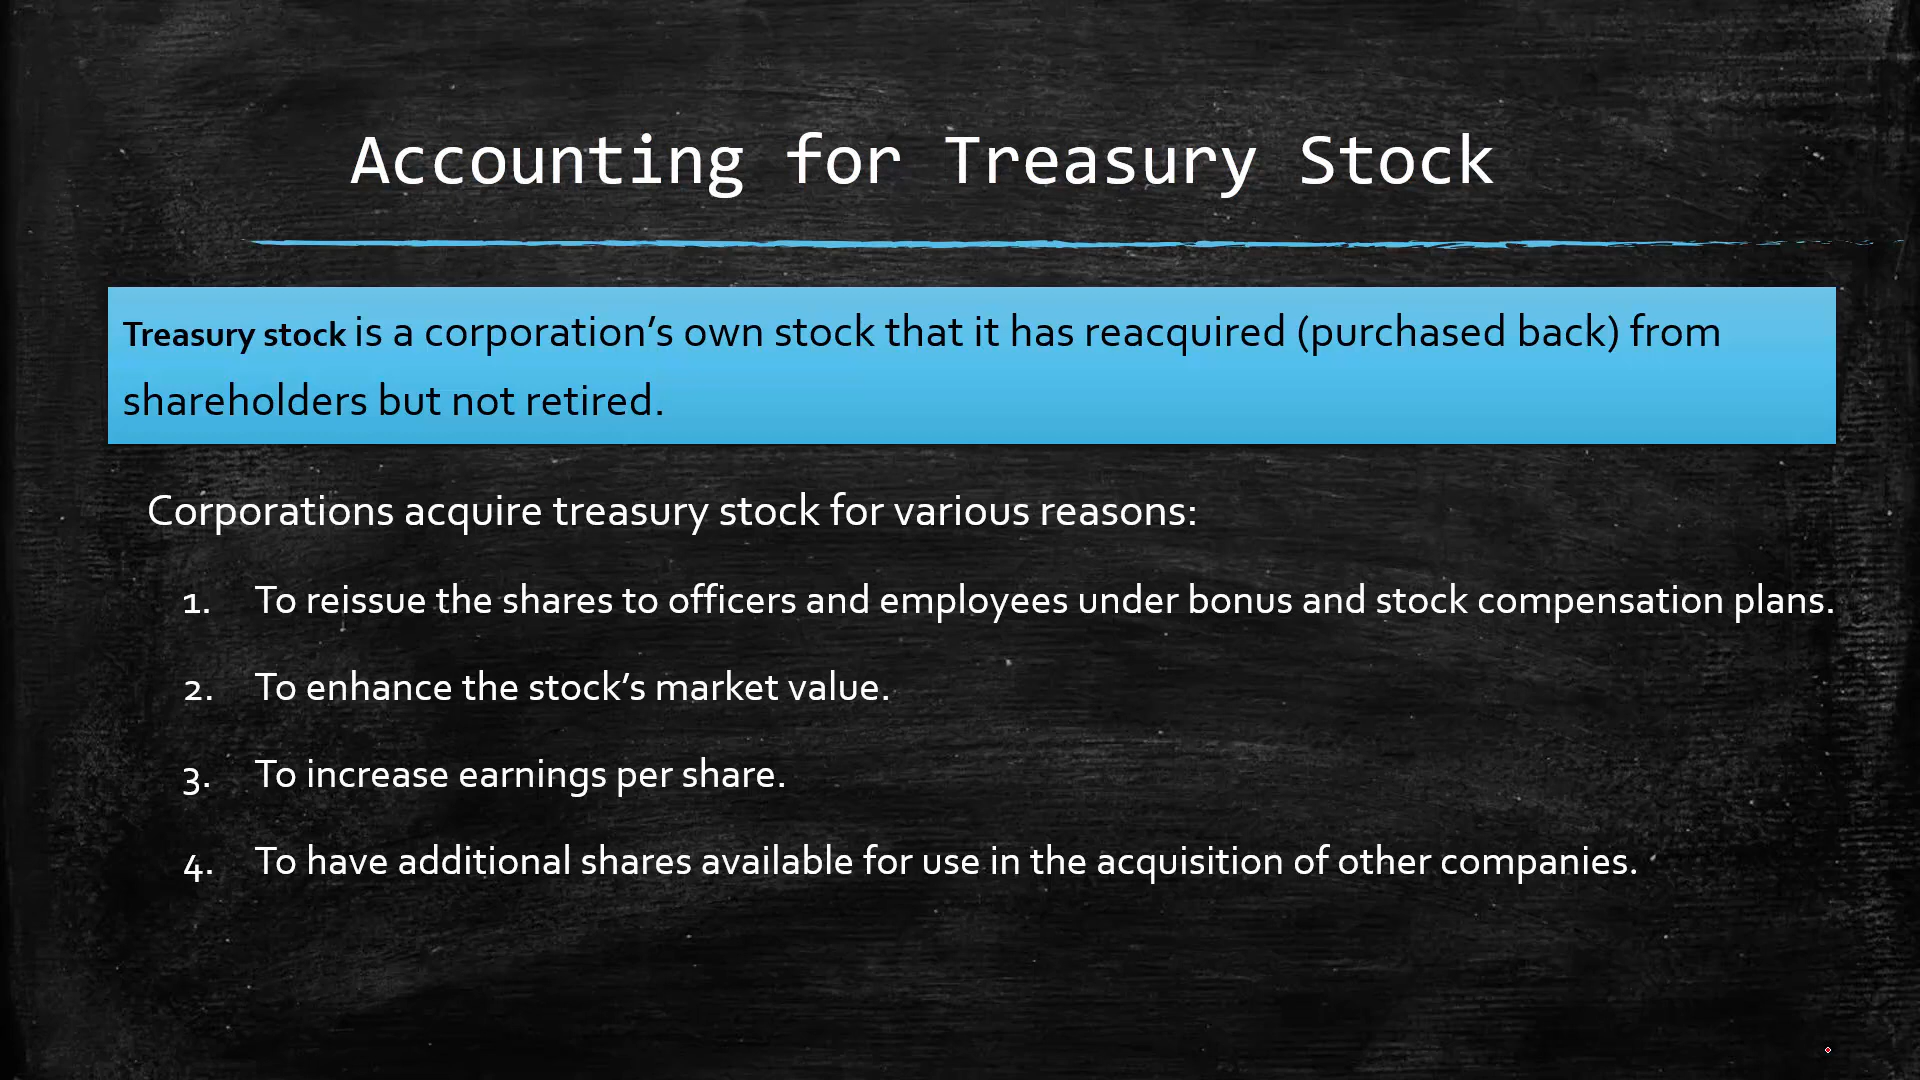 Accounting for Treasury Stock
Treasury stock is a corporation’s own stock that it has reacquired (purchased back) from
shareholders but not retired.
Corporations acquire treasury stock for various reasons:
1. To reissue the shares to officers and employees under bonus and stock compensation plans.
2. To enhance the stock’s market value.
3. To increase earnings per share.
4. To have additional shares available for use in the acquisition of other companies.